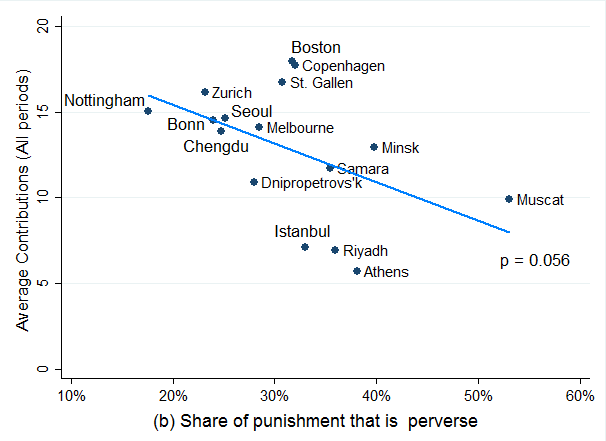 Average Contributions (All periods)
20
15
10
5
0
Boston
Copenhagen
St. Gallen
Zurich
Nottingham
Seoul
Bonn
Melbourne
Chengdu
Minsk
Samara
Dnipropetrovs'k
Muscat
Istanbul
Riyadh
Athens
p = 0.056
10%
20%
30%
40%
50%
60%
(b) Share of punishment that is  perverse